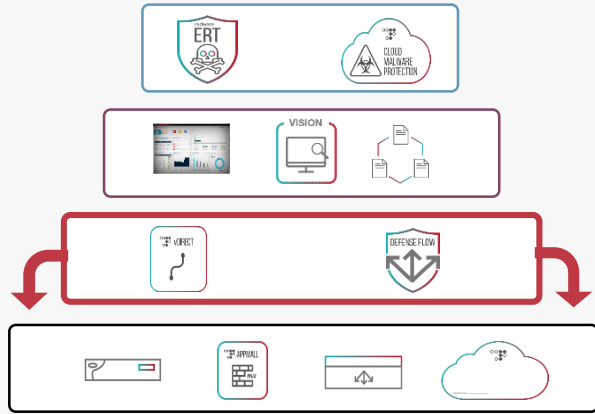 ERT
CLOUD
MALWARE
PROTECTION
VISION
vDIRECT
DEFENSE FLOW
APPWALL